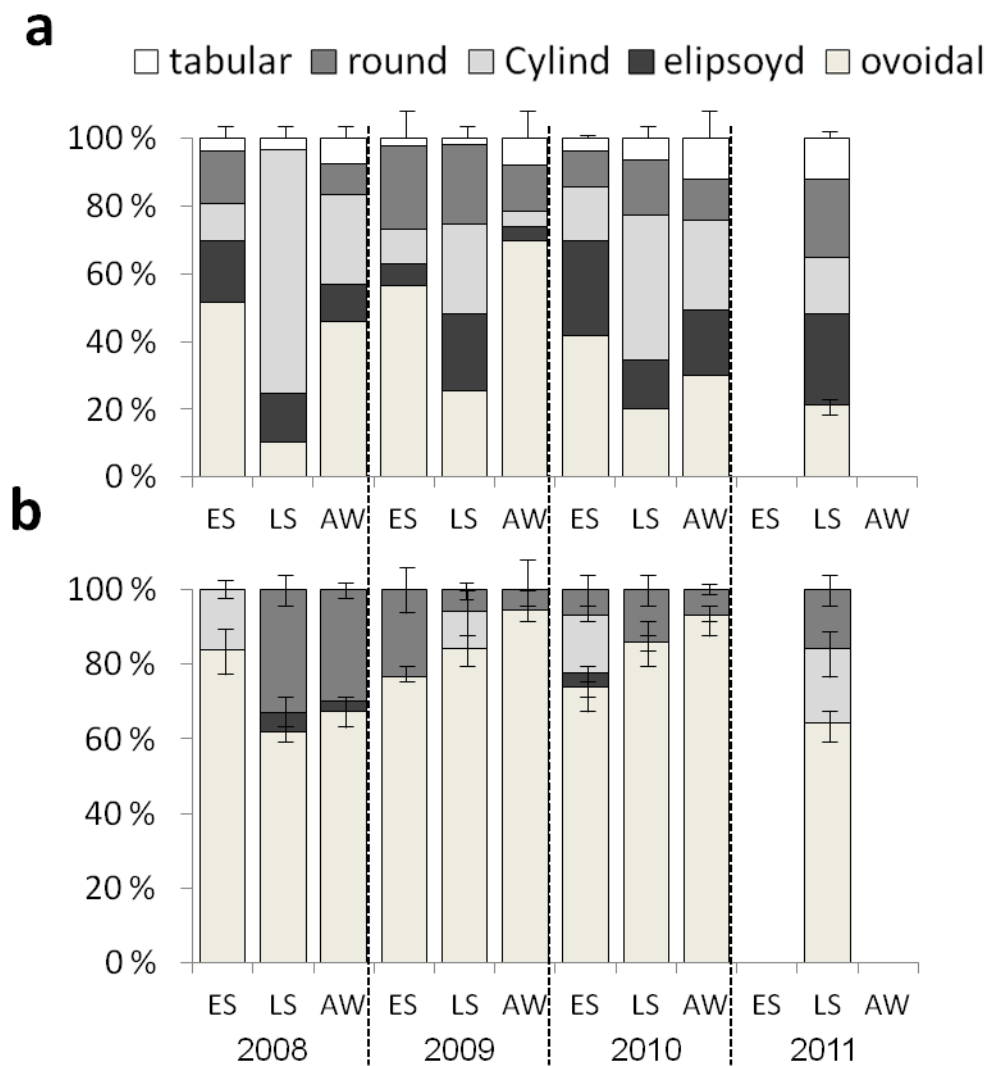 a
tabular round Cylind elipsoyd ovoidal
100 %
80 %
60 %
40 %
20 %
0 %
ES LS AW ES LS AW ES LS AW ES LS AW
b
100 %
80 %
60 %
40 %
20 %
0 %
ES LS AW ES LS AW ES LS AW ES LS AW
2008 2009 2010 2011